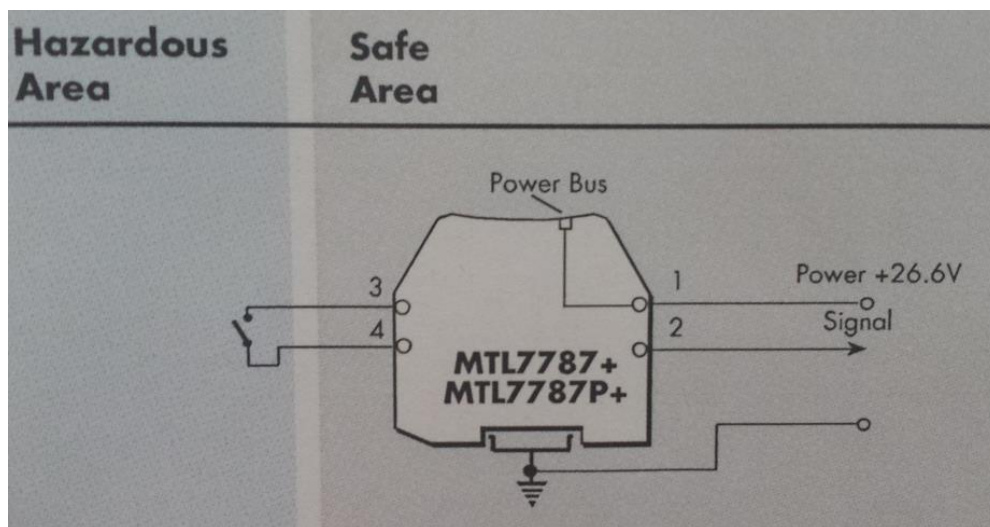 Hazardous
Area
Safe
Area
Power Bus
3
4
1
2
Power +26.6V
Signal
MTL7787+
MTL7787P+